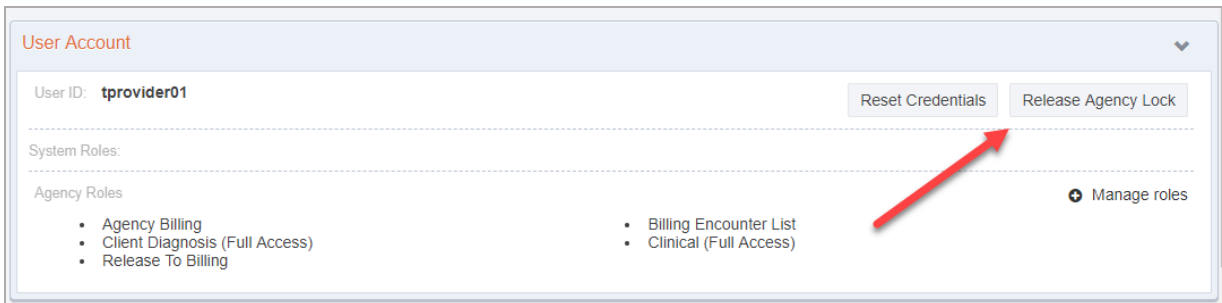 User Account
User ID: tprovider01
Reset Credentials
Release Agency Lock
System Roles:
Agency Roles
Manage roles
• Agency Billing
• Client Diagnosis (Full Access)
• Release To Billing
• Billing Encounter List
• Clinical (Full Access)